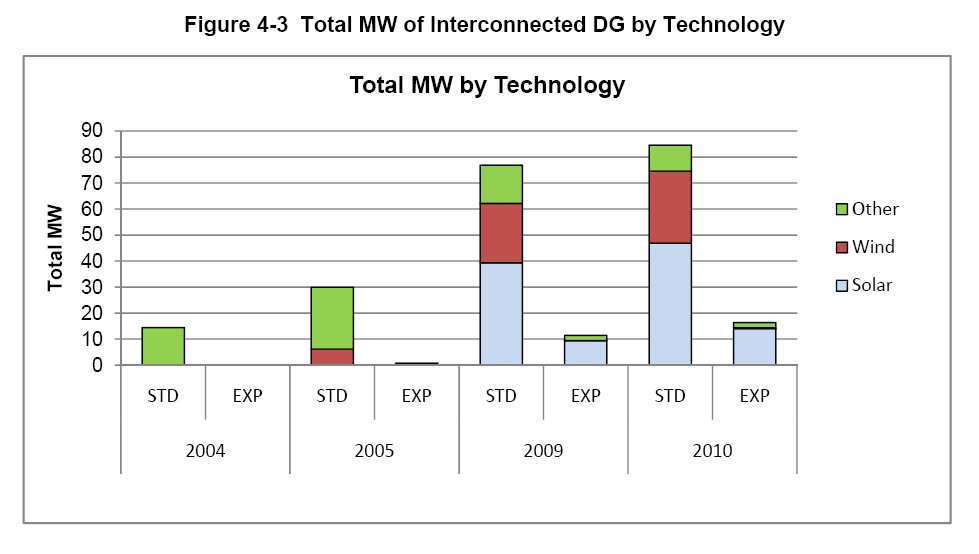 Figure 4-3 Total MW of Interconnected DG by Technology
Total MW by Technology
Total MW
90
80
70
60
50
40
30
20
10
0
Other
Wind
Solar
STD EXP STD EXP STD EXP STD EXP
2004 2005 2009 2010